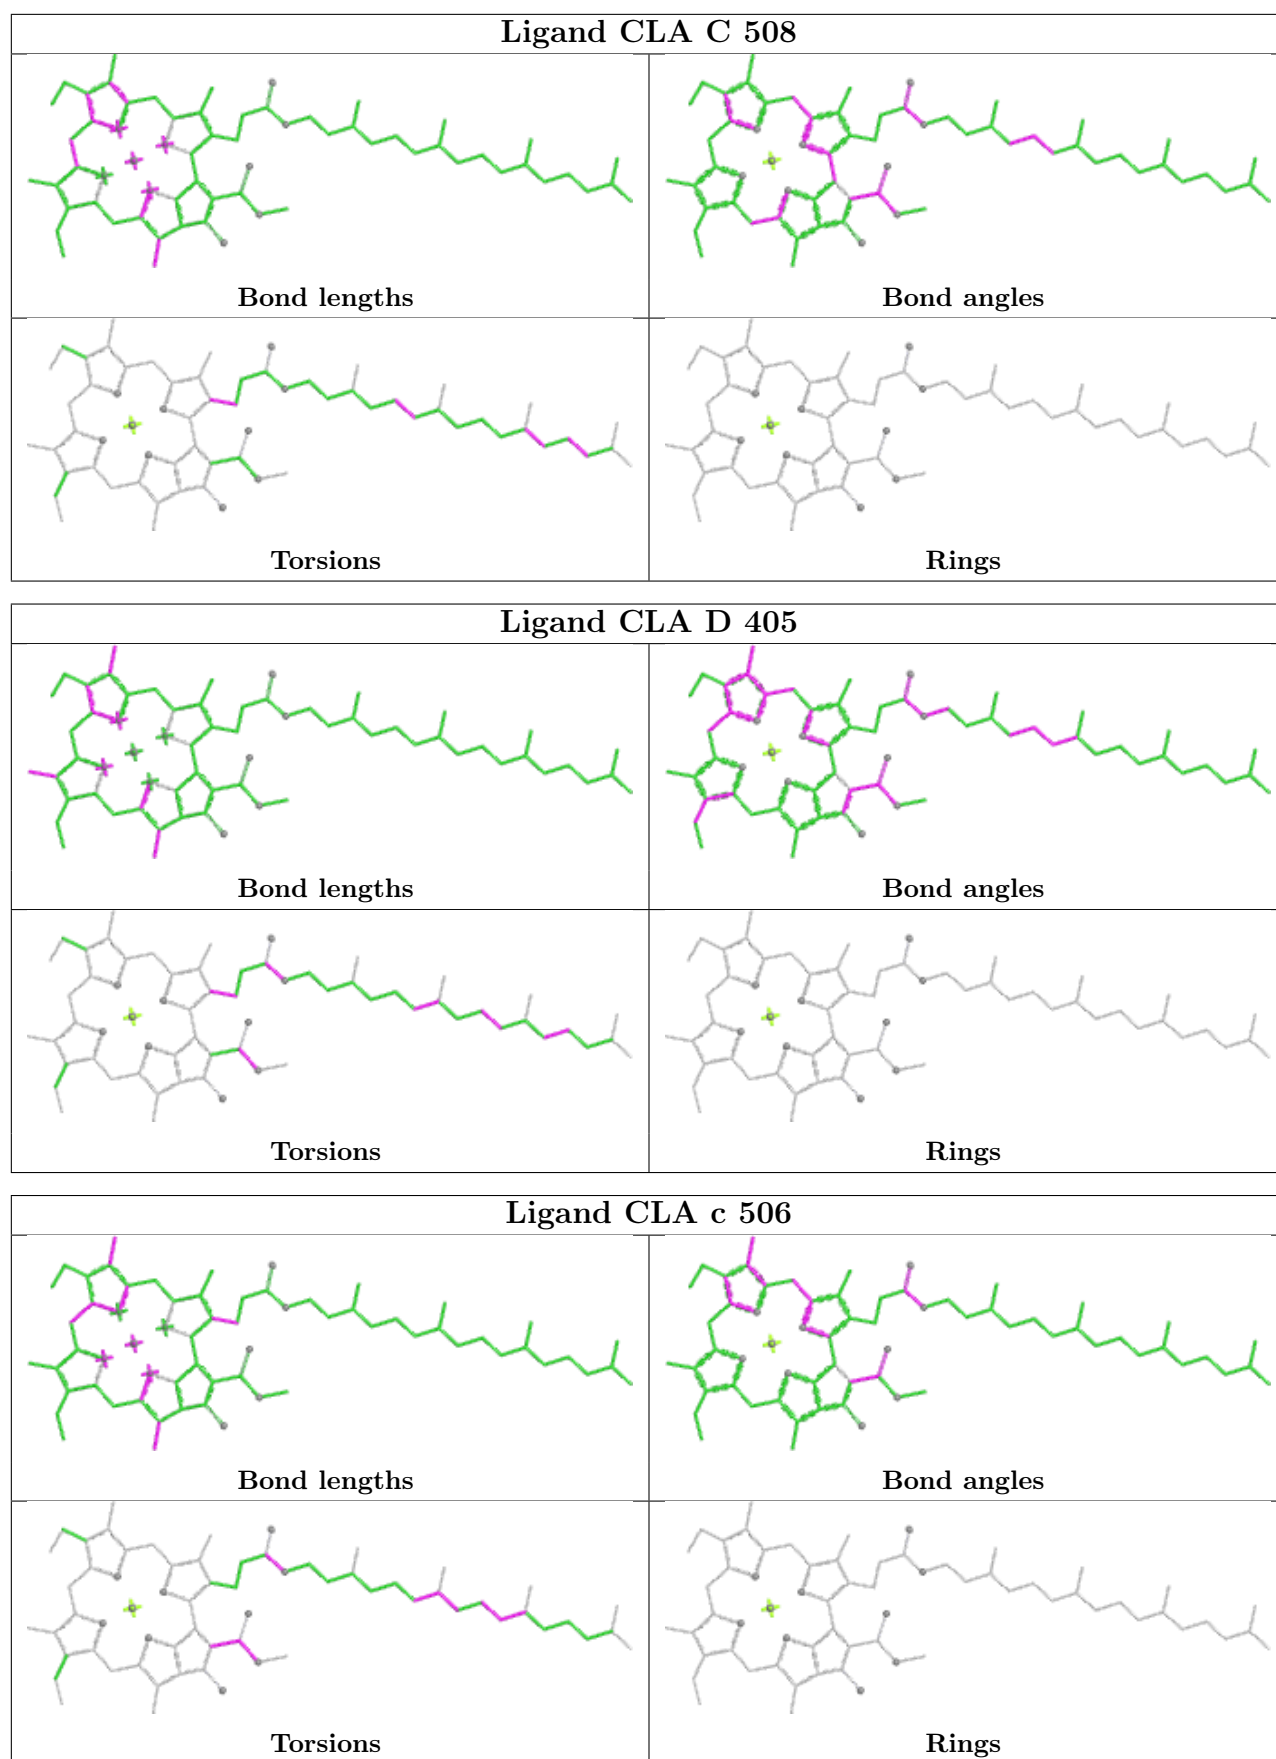 Ligand CLA C 508
Bond lengths
Bond angles
Torsions
Rings
Ligand CLA D 405
Bond lengths
Bond angles
Torsions
Rings
Ligand CLA c 506
Bond lengths
Bond angles
Torsions
Rings